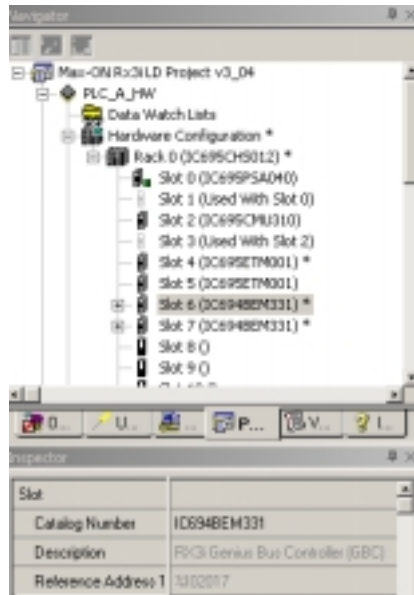 Navigator
Max-ON Rx3i LD Project v3_04
PLC_A_HW
Data Watch Lists
Hardware Configuration *
Rack 0 (IC695CHS012) *
Slot 0 (IC695PSA040)
Slot 1 (Used With Slot 0)
Slot 2 (IC695CMU310)
Slot 3 (Used With Slot 2)
Slot 4 (IC695ETM001) *
Slot 5 (IC695ETM001)
Slot 6 (IC694BEM331) *
Slot 7 (IC694BEM331) *
Slot 8 ()
Slot 9 ()
O... U... P... V... I...
Inspector
Slot
Catalog Number IC694BEM331
Description RX3i Genius Bus Controller (GBC)
Reference Address 1